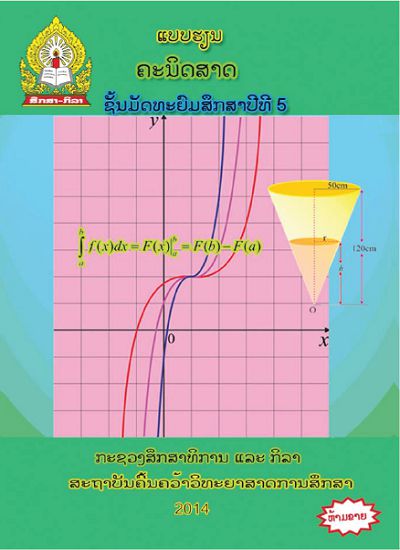 ແບບຮຽນ
ຄະນິດສາດ
ຊັ້ນມັດທະຍົມສຶກສາປີທີ 5
ສຶກສາ-ກິລາ
y
50cm
∫ₐᵇ f(x)dx = F(x)|ₐᵇ = F(b) − F(a)
r
120cm
h
O
0
x
ກະຊວງສຶກສາທິການ ແລະ ກິລາ
ສະຖາບັນຄົ້ນຄວ້າວິທະຍາສາດການສຶກສາ
2014
ຫ້າມຂາຍ